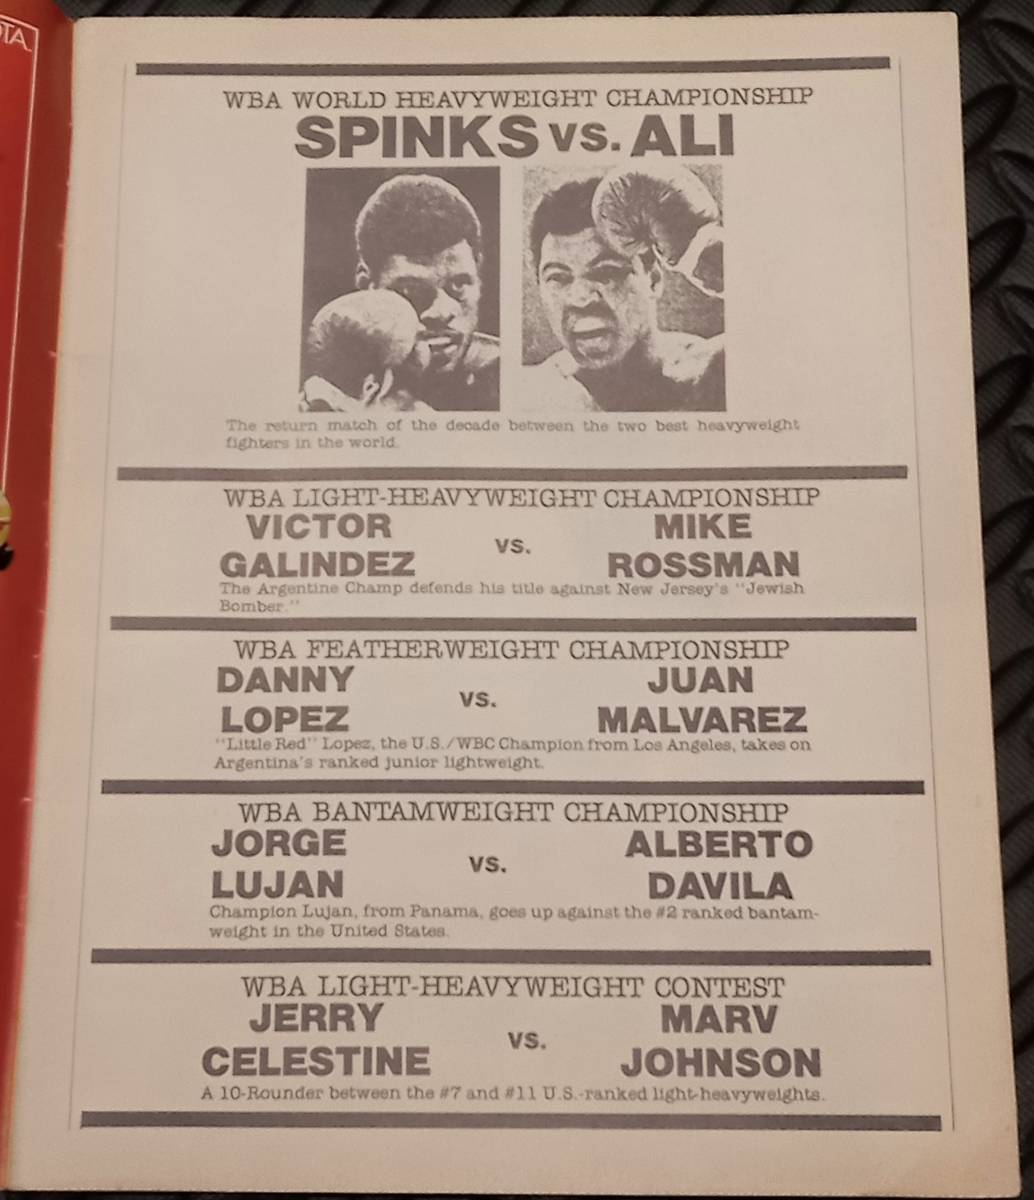 WBA WORLD HEAVYWEIGHT CHAMPIONSHIP
SPINKS vs. ALI
The return match of the decade between the two best heavyweight
fighters in the world.
WBA LIGHT-HEAVYWEIGHT CHAMPIONSHIP
VICTOR GALINDEZ vs. MIKE ROSSMAN
The Argentine Champ defends his title against New Jersey's "Jewish
Bomber."
WBA FEATHERWEIGHT CHAMPIONSHIP
DANNY LOPEZ vs. JUAN MALVAREZ
"Little Red" Lopez, the U.S./WBC Champion from Los Angeles, takes on
Argentina's ranked junior lightweight.
WBA BANTAMWEIGHT CHAMPIONSHIP
JORGE LUJAN vs. ALBERTO DAVILA
Champion Lujan, from Panama, goes up against the #2 ranked bantam-
weight in the United States.
WBA LIGHT-HEAVYWEIGHT CONTEST
JERRY CELESTINE vs. MARV JOHNSON
A 10-Rounder between the #7 and #11 U.S.-ranked light-heavyweights.